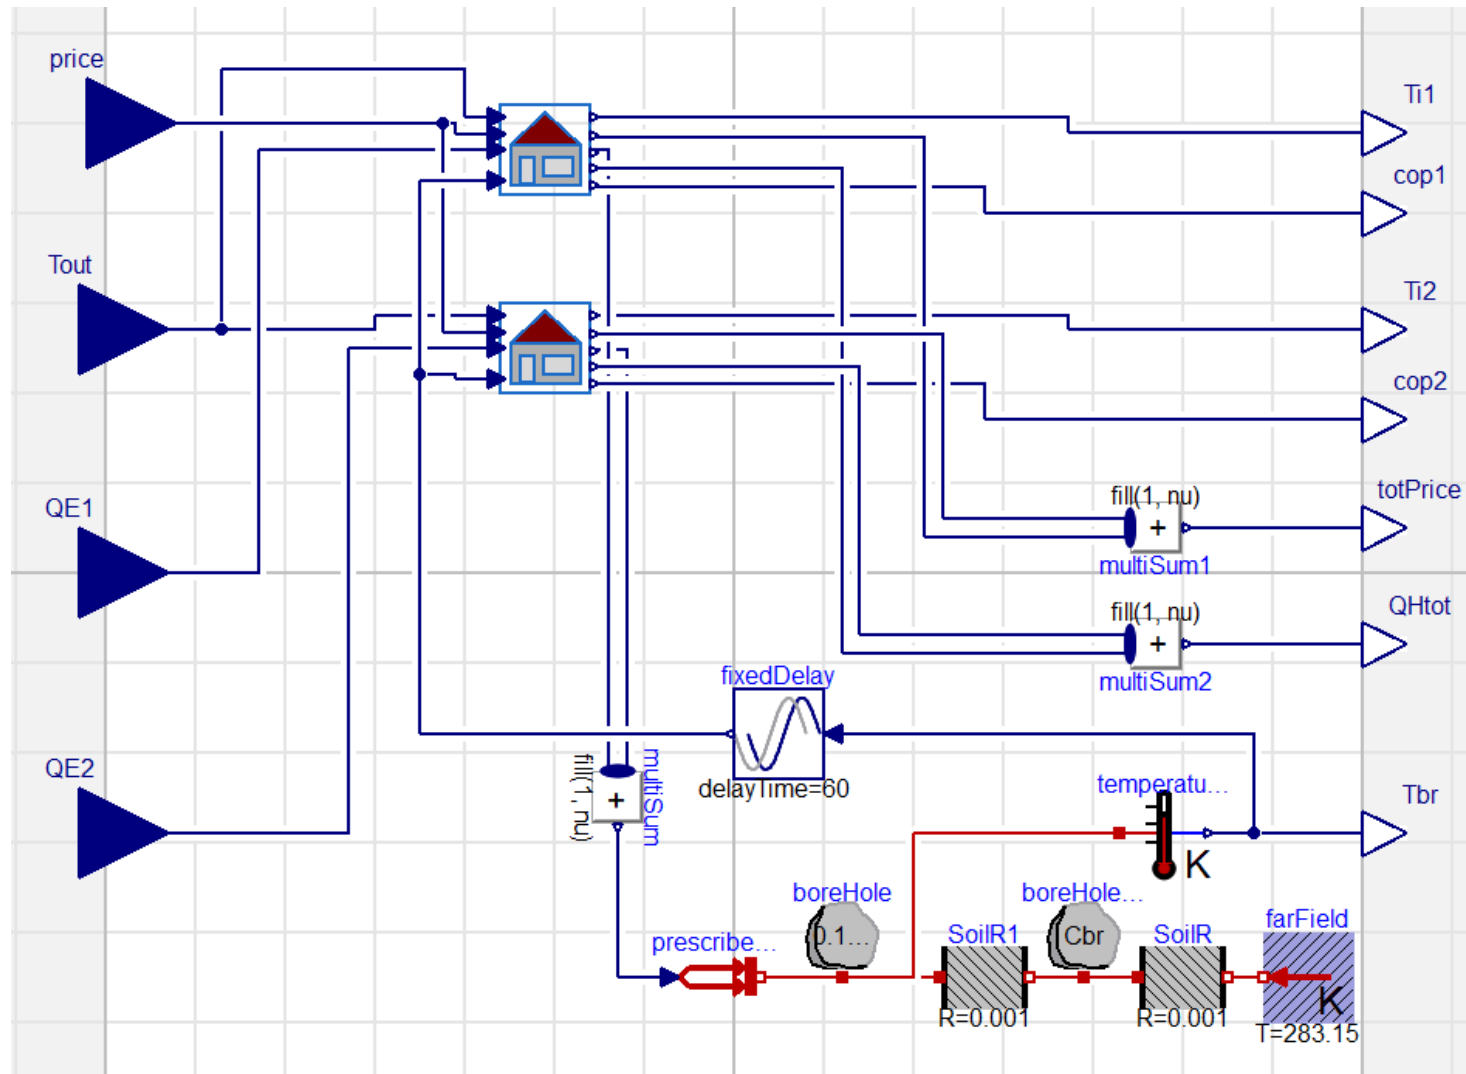 price
Ti1
cop1
Tout
Ti2
cop2
QE1
fill(1, nu)
totPrice
+
multiSum1
fill(1, nu)
QHtot
+
multiSum2
fixedDelay
QE2
fill(1, nu)
+
multiSum
delayTime=60
temperatu...
Tbr
K
boreHole
0.1...
boreHole...
Cbr
prescribe...
SoilR1
SoilR
farField
K
R=0.001
R=0.001
T=283.15